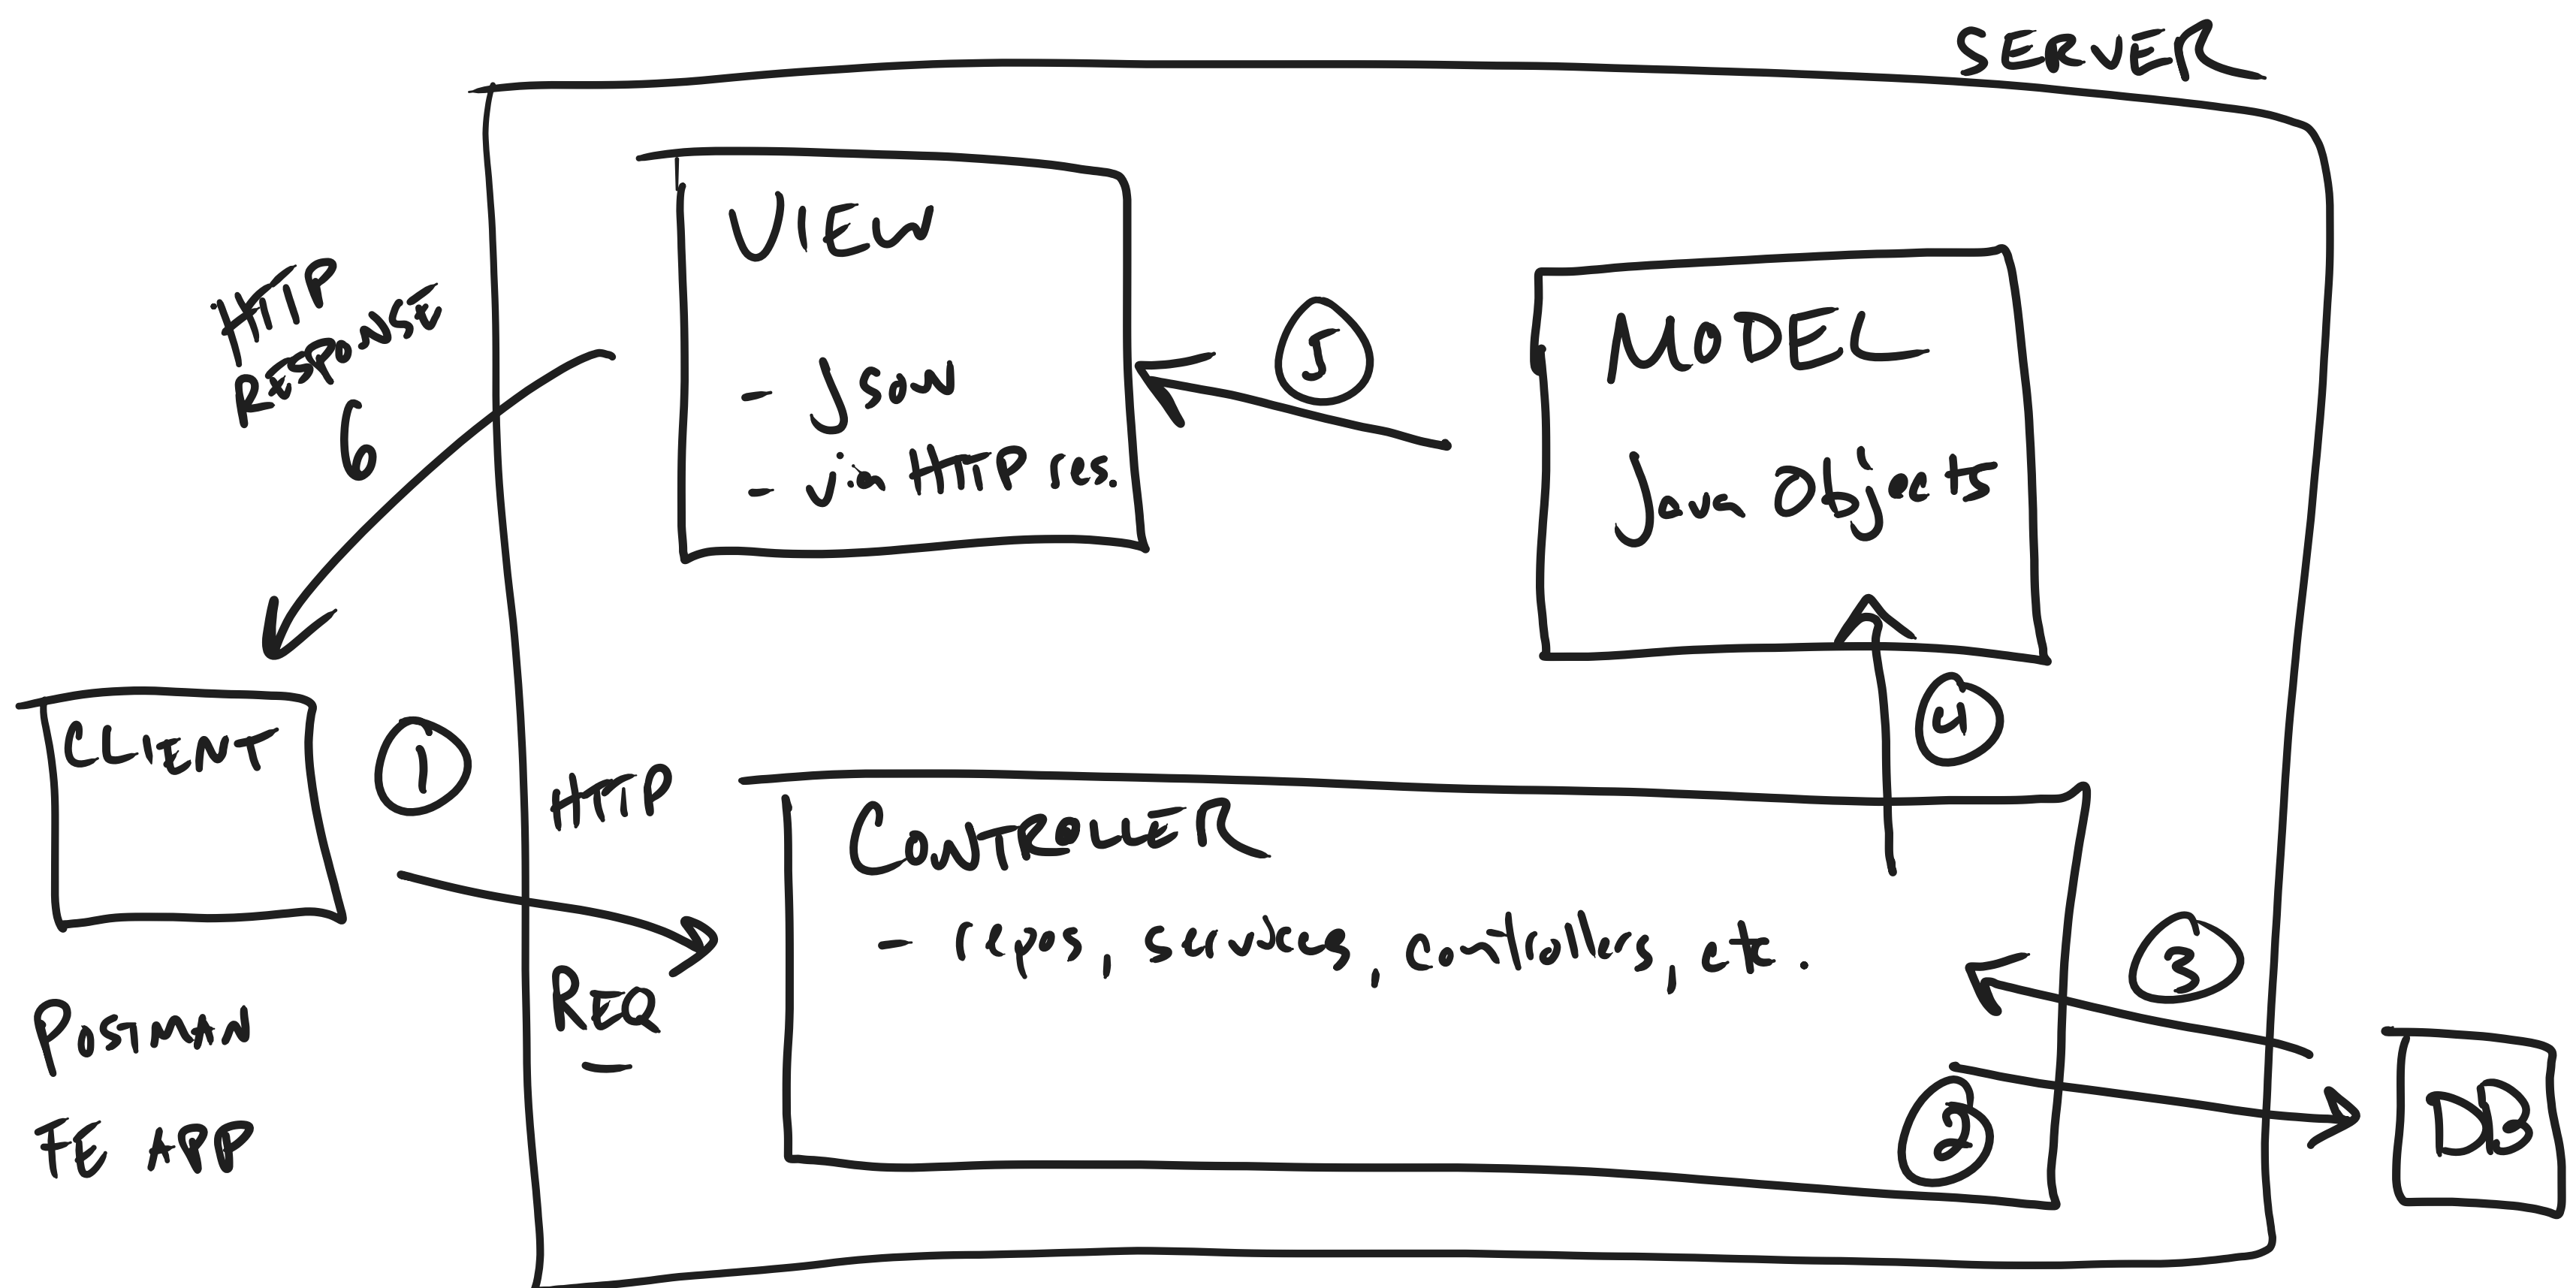 SERVER
VIEW
- JSON
- via HTTP res.
HTTP
RESPONSE
6
5
MODEL
Java Objects
4
CLIENT
1
POSTMAN
FE APP
HTTP
REQ
CONTROLLER
- repos, services, controllers, etc.
3
2
DB